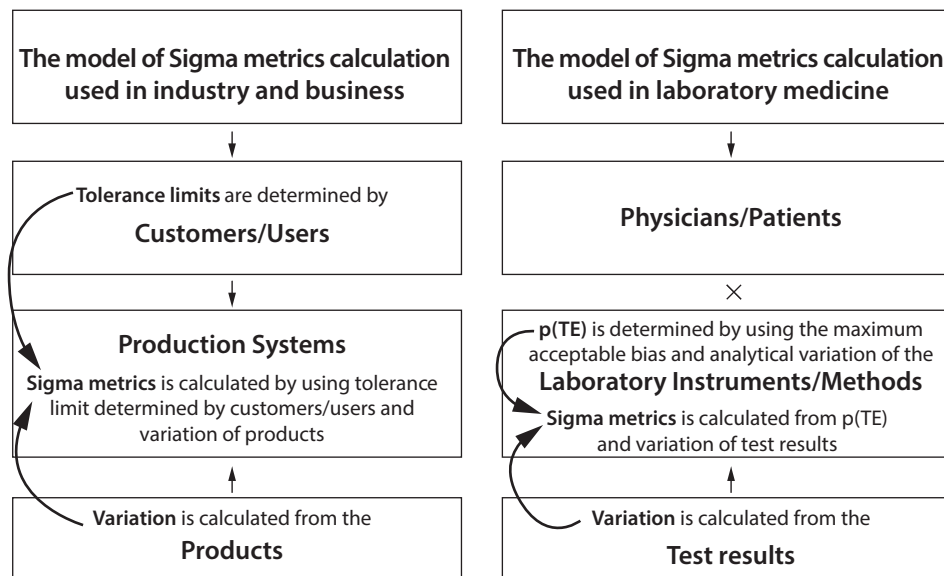 The model of Sigma metrics calculation
used in industry and business
Tolerance limits are determined by
Customers/Users
Production Systems
Sigma metrics is calculated by using tolerance
limit determined by customers/users and
variation of products
Variation is calculated from the
Products
The model of Sigma metrics calculation
used in laboratory medicine
Physicians/Patients
×
p(TE) is determined by using the maximum
acceptable bias and analytical variation of the
Laboratory Instruments/Methods
Sigma metrics is calculated from p(TE)
and variation of test results
Variation is calculated from the
Test results